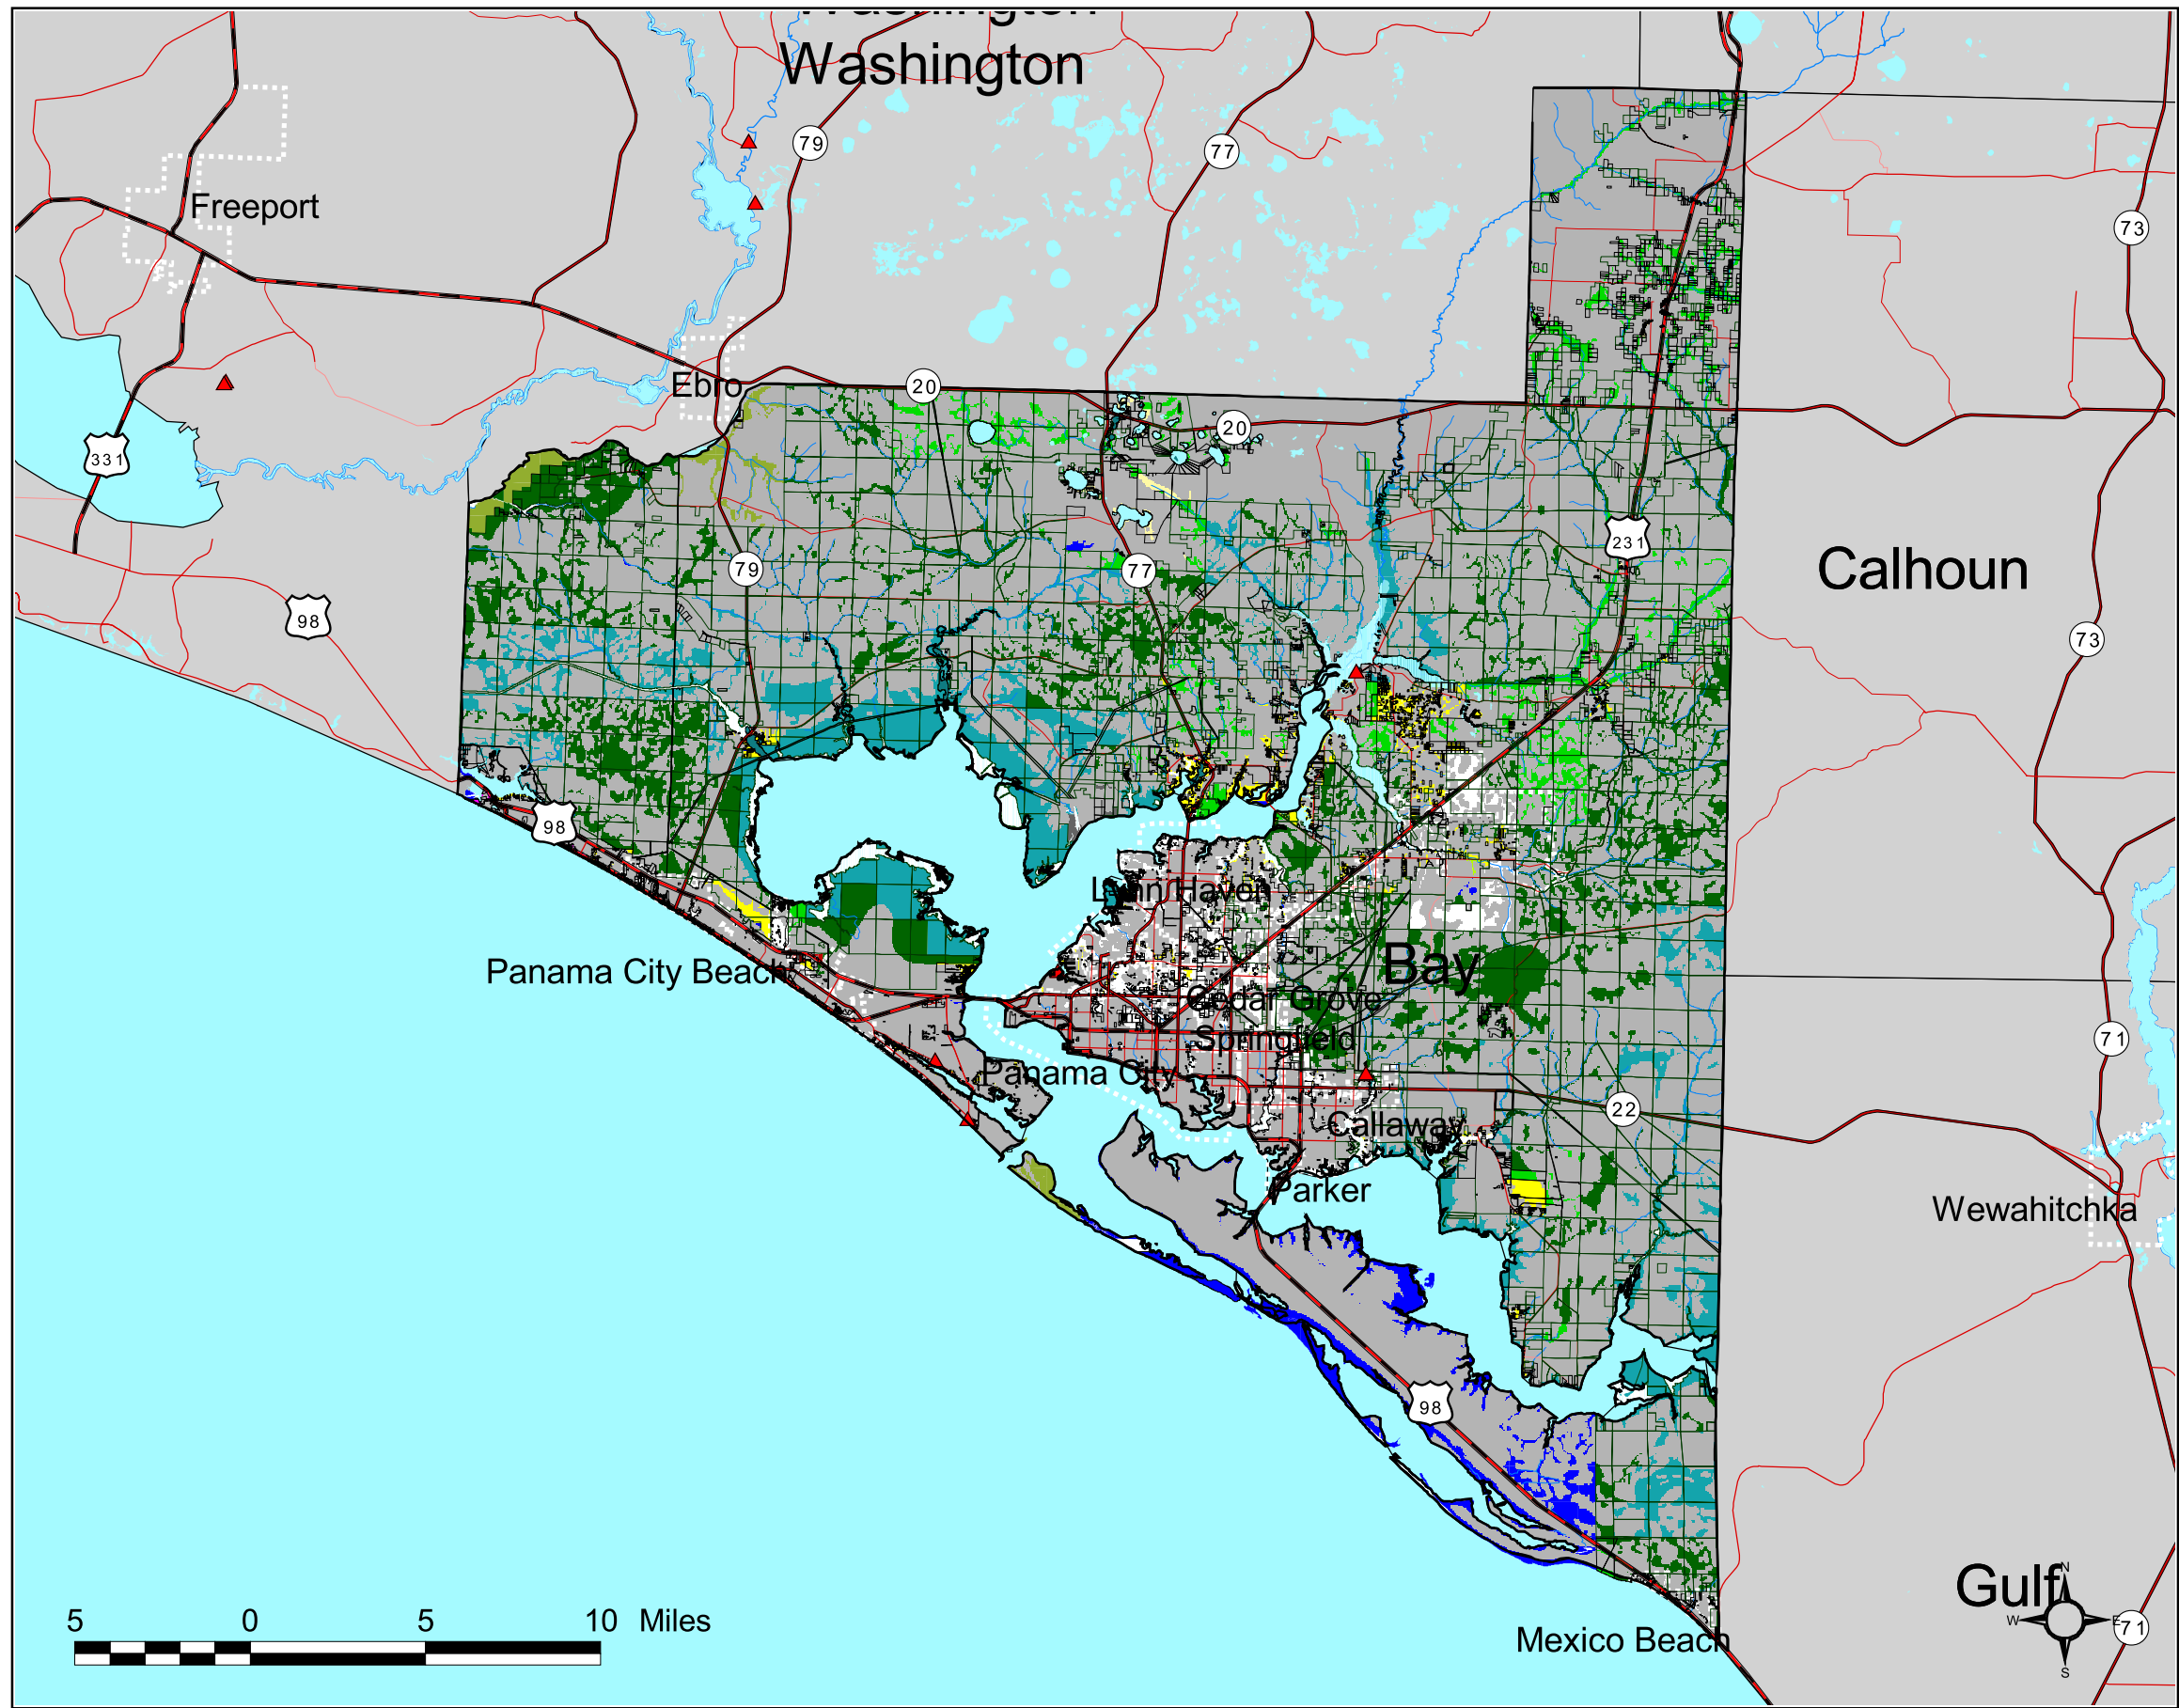 Washington
Washington
79
77
Freeport
73
Ebro
20
20
331
231
Calhoun
79
77
98
73
98
Lynn Haven
Bay
Panama City Beach
Cedar Grove
Springfield
71
Panama City
22
Callaway
Parker
Wewahitchka
98
Gulf
N
W
E
S
71
5 0 5 10 Miles
Mexico Beach